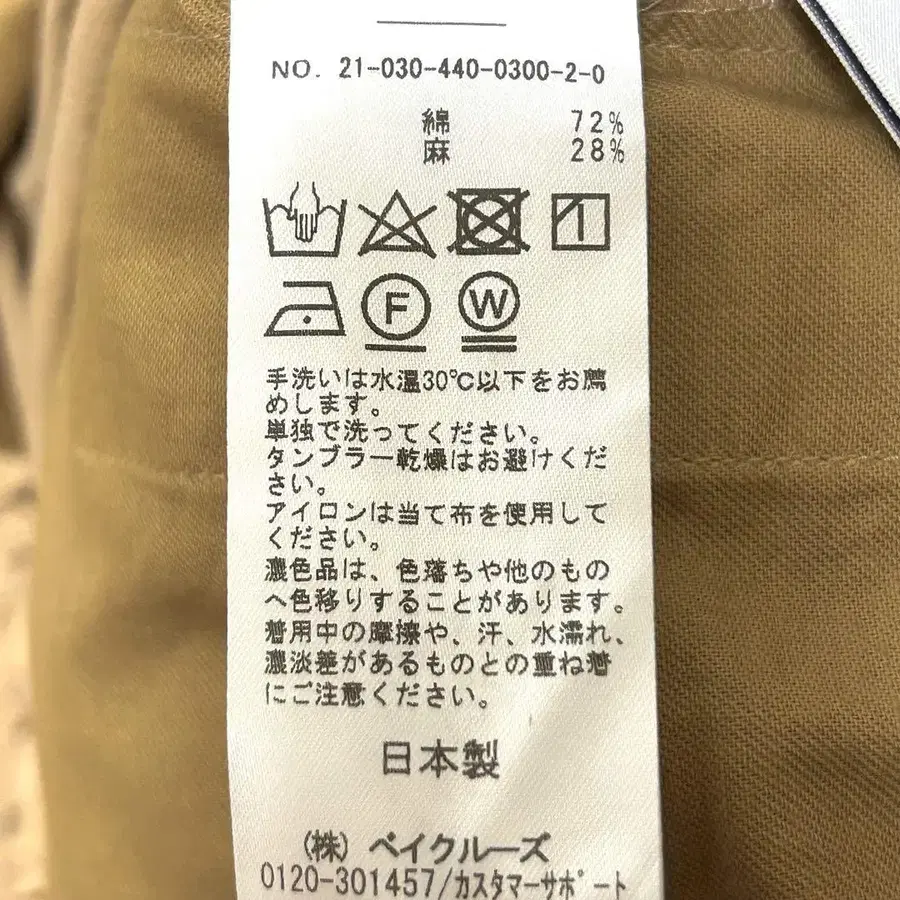 NO. 21-030-440-0300-2-0
綿 72%
麻 28%
F W
手洗いは水温30℃以下をお薦
めします。
単独で洗ってください。
タンブラー乾燥はお避けくだ
さい。
アイロンは当て布を使用して
ください。
濃色品は、色落ちや他のもの
へ色移りすることがあります。
着用中の摩擦や、汗、水濡れ、
濃淡差があるものとの重ね着
にご注意ください。
日本製
(株) ベイクルーズ
0120-301457/カスタマーサポート